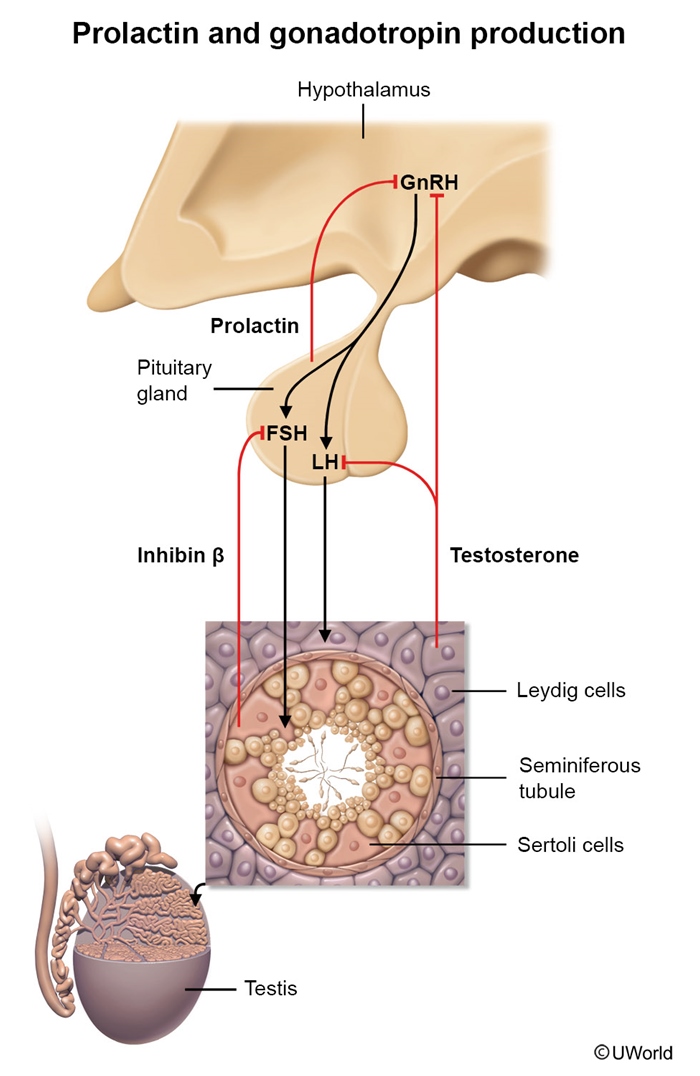 Prolactin and gonadotropin production
Hypothalamus
GnRH
Prolactin
Pituitary
gland
FSH
LH
Inhibin β
Testosterone
Leydig cells
Seminiferous
tubule
Sertoli cells
Testis
©UWorld